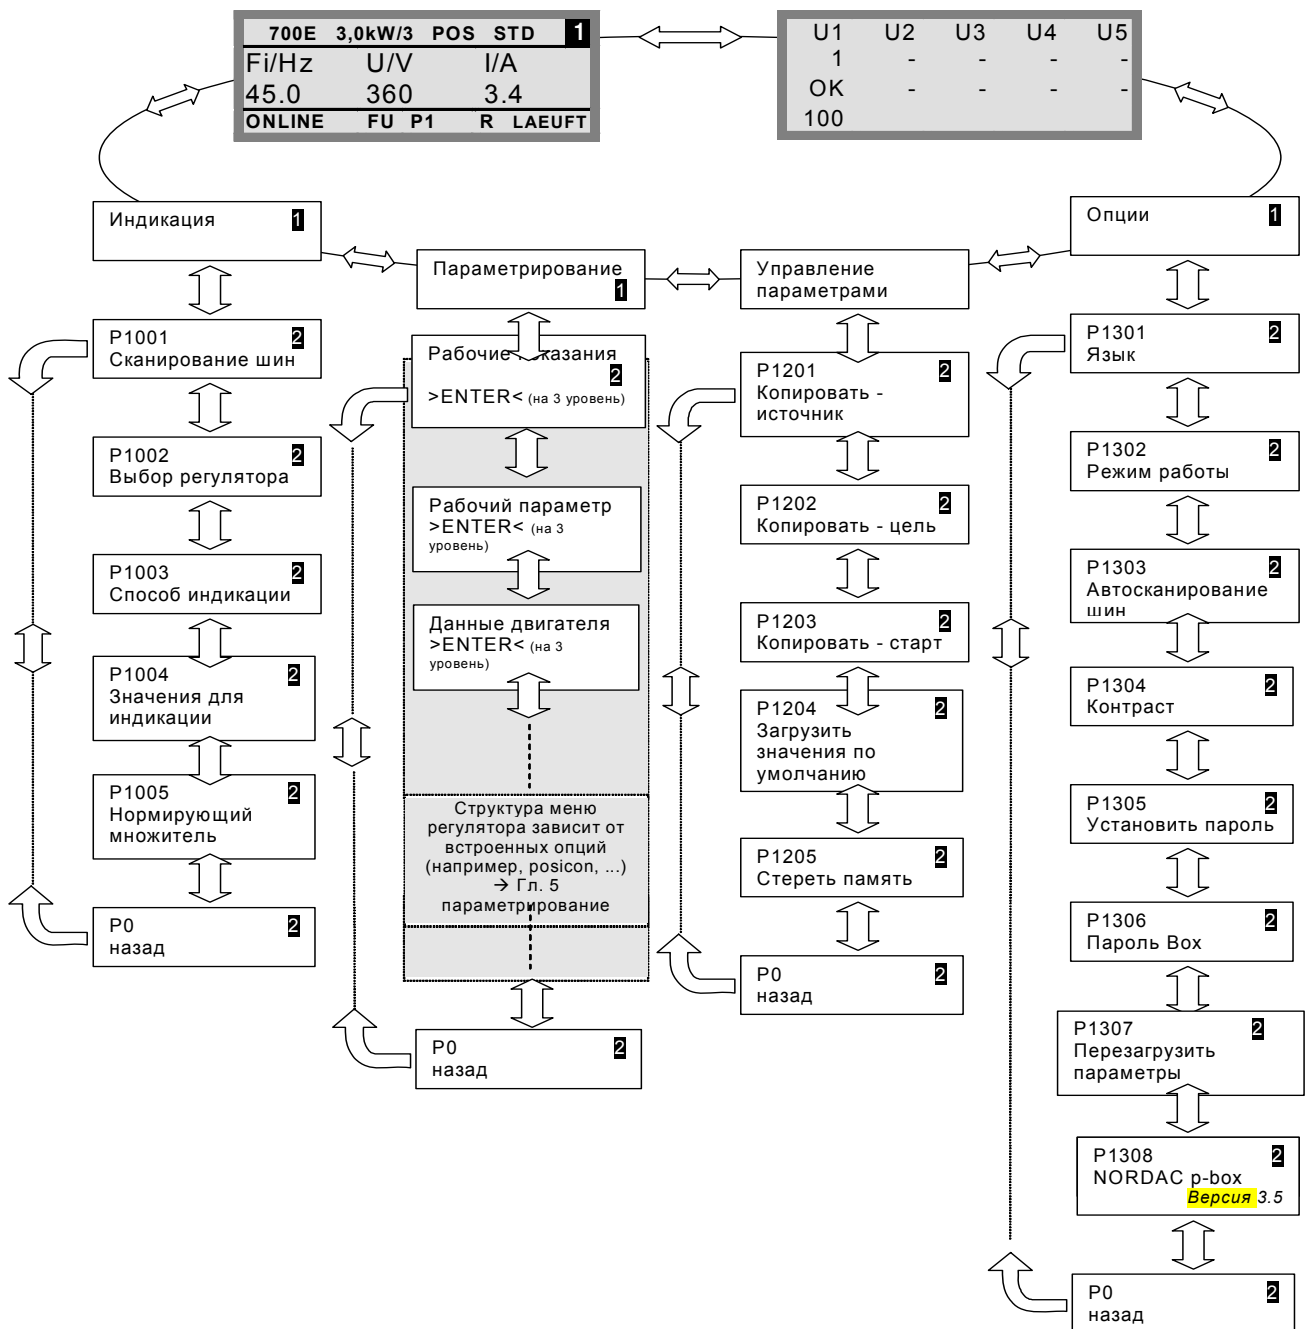 700E 3,0kW/3 POS STD 1
Fi/Hz U/V I/A
45.0 360 3.4
ONLINE FU P1 R LAEUFT
U1 U2 U3 U4 U5
1 - - - -
OK - - - -
100
Индикация 1
P1001 2
Сканирование шин
P1002 2
Выбор регулятора
P1003 2
Способ индикации
P1004 2
Значения для
индикации
P1005 2
Нормирующий
множитель
P0 2
назад
Параметрирование
1
Рабочие показания
2
>ENTER< (на 3 уровень)
Рабочий параметр
>ENTER< (на 3
уровень)
Данные двигателя
>ENTER< (на 3
уровень)
Структура меню
регулятора зависит от
встроенных опций
(например, posicon, ...)
→ Гл. 5
параметрирование
P0 2
назад
Управление
параметрами
P1201 2
Копировать -
источник
P1202 2
Копировать - цель
P1203 2
Копировать - старт
P1204 2
Загрузить
значения по
умолчанию
P1205 2
Стереть память
P0 2
назад
Опции 1
P1301 2
Язык
P1302 2
Режим работы
P1303 2
Автосканирование
шин
P1304 2
Контраст
P1305 2
Установить пароль
P1306 2
Пароль Box
P1307 2
Перезагрузить
параметры
P1308 2
NORDAC p-box
Версия 3.5
P0 2
назад